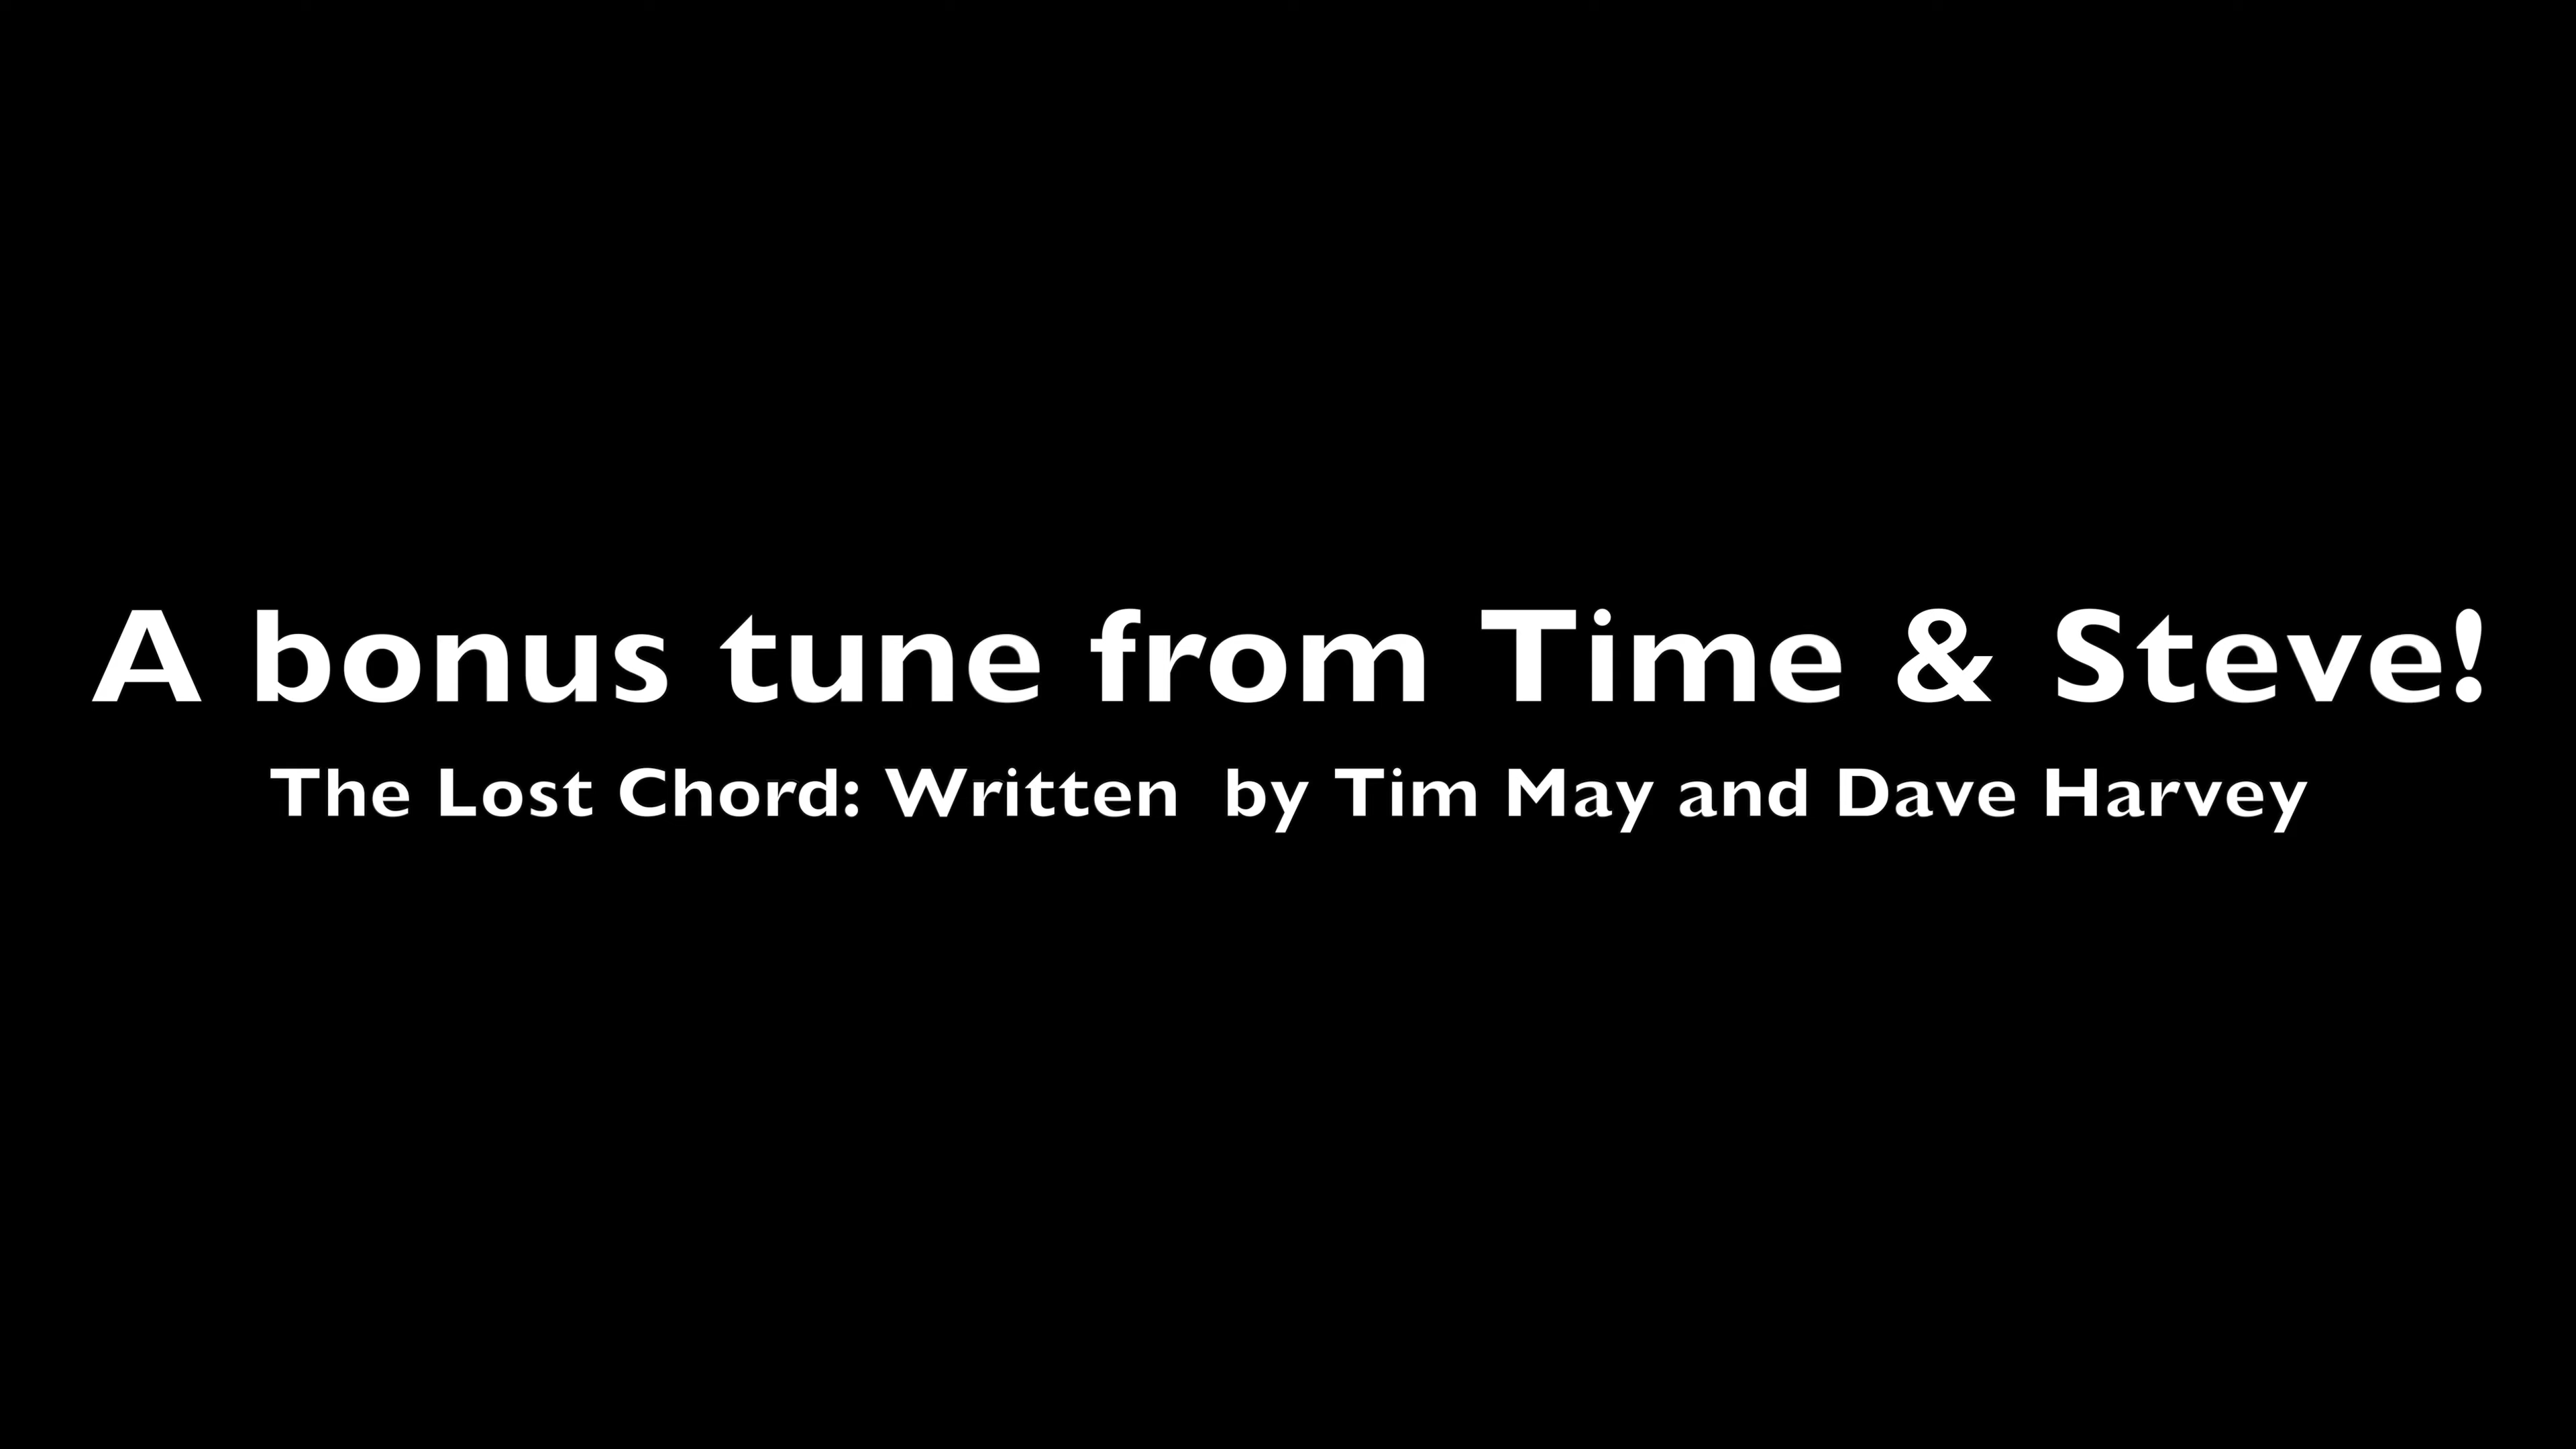 A bonus tune from Time & Steve!
The Lost Chord: Written  by Tim May and Dave Harvey